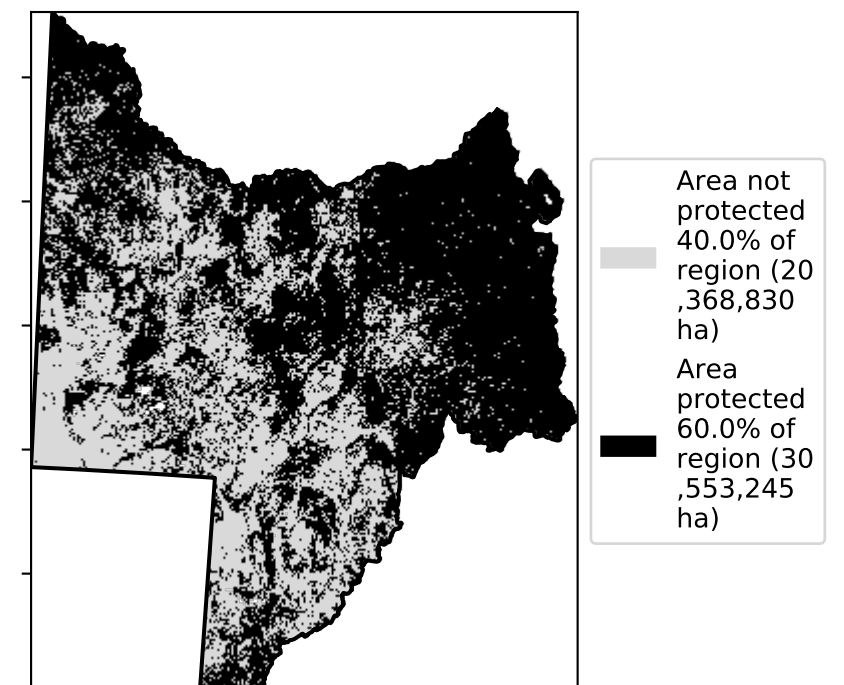 Area not
protected
40.0% of
region (20
,368,830
ha)
Area
protected
60.0% of
region (30
,553,245
ha)